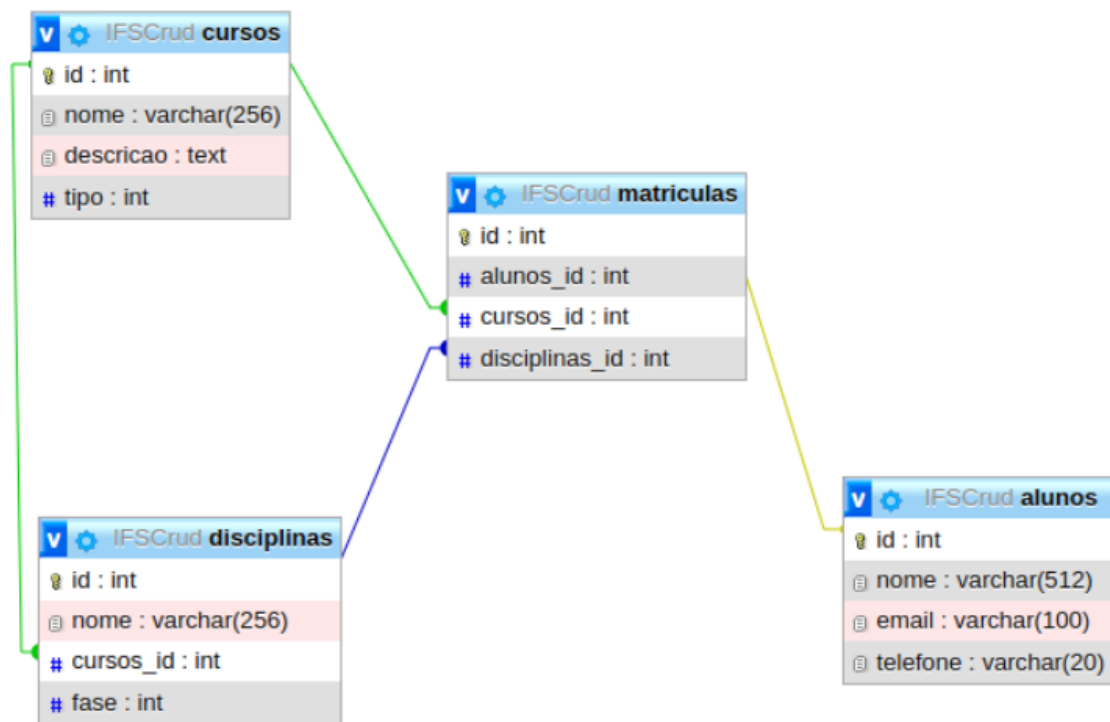 v IFSCrud cursos
id : int
nome : varchar(256)
descricao : text
# tipo : int
v IFSCrud matriculas
id : int
# alunos_id : int
# cursos_id : int
# disciplinas_id : int
v IFSCrud disciplinas
id : int
nome : varchar(256)
# cursos_id : int
# fase : int
v IFSCrud alunos
id : int
nome : varchar(512)
email : varchar(100)
telefone : varchar(20)